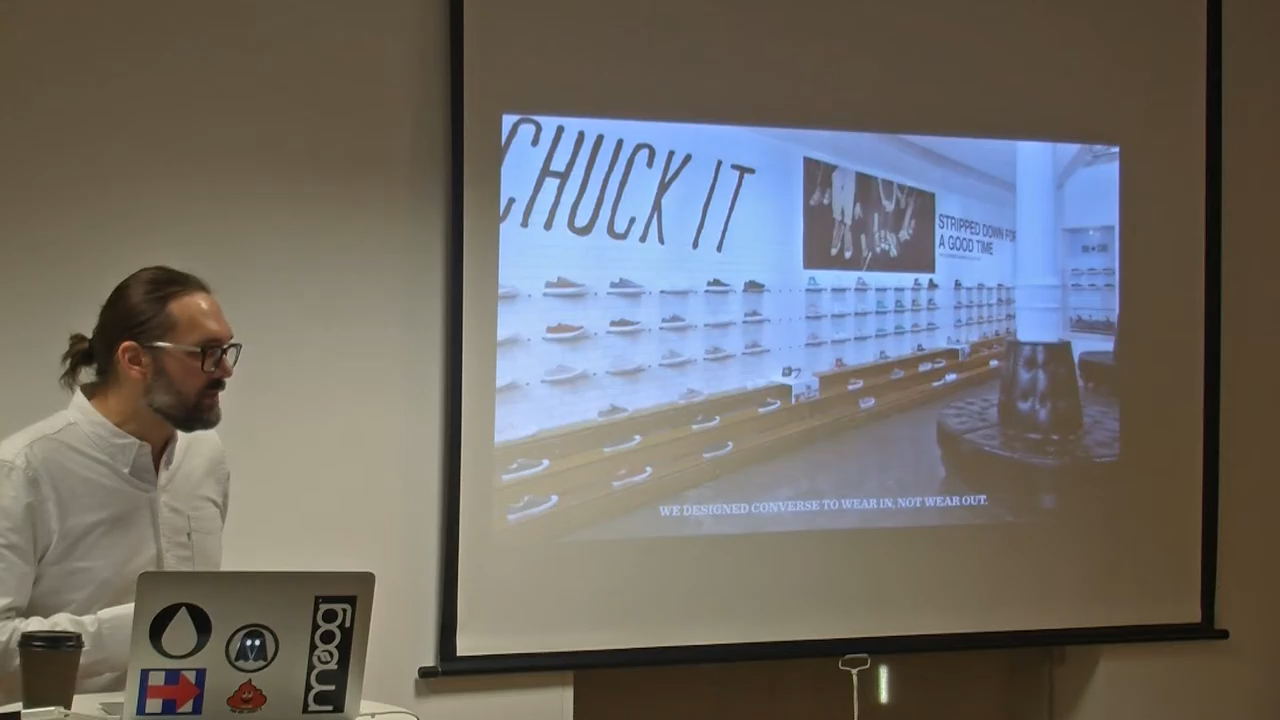 CHUCK IT
STRIPPED DOWN FOR
A GOOD TIME
WE DESIGNED CONVERSE TO WEAR IN, NOT WEAR OUT.
moog